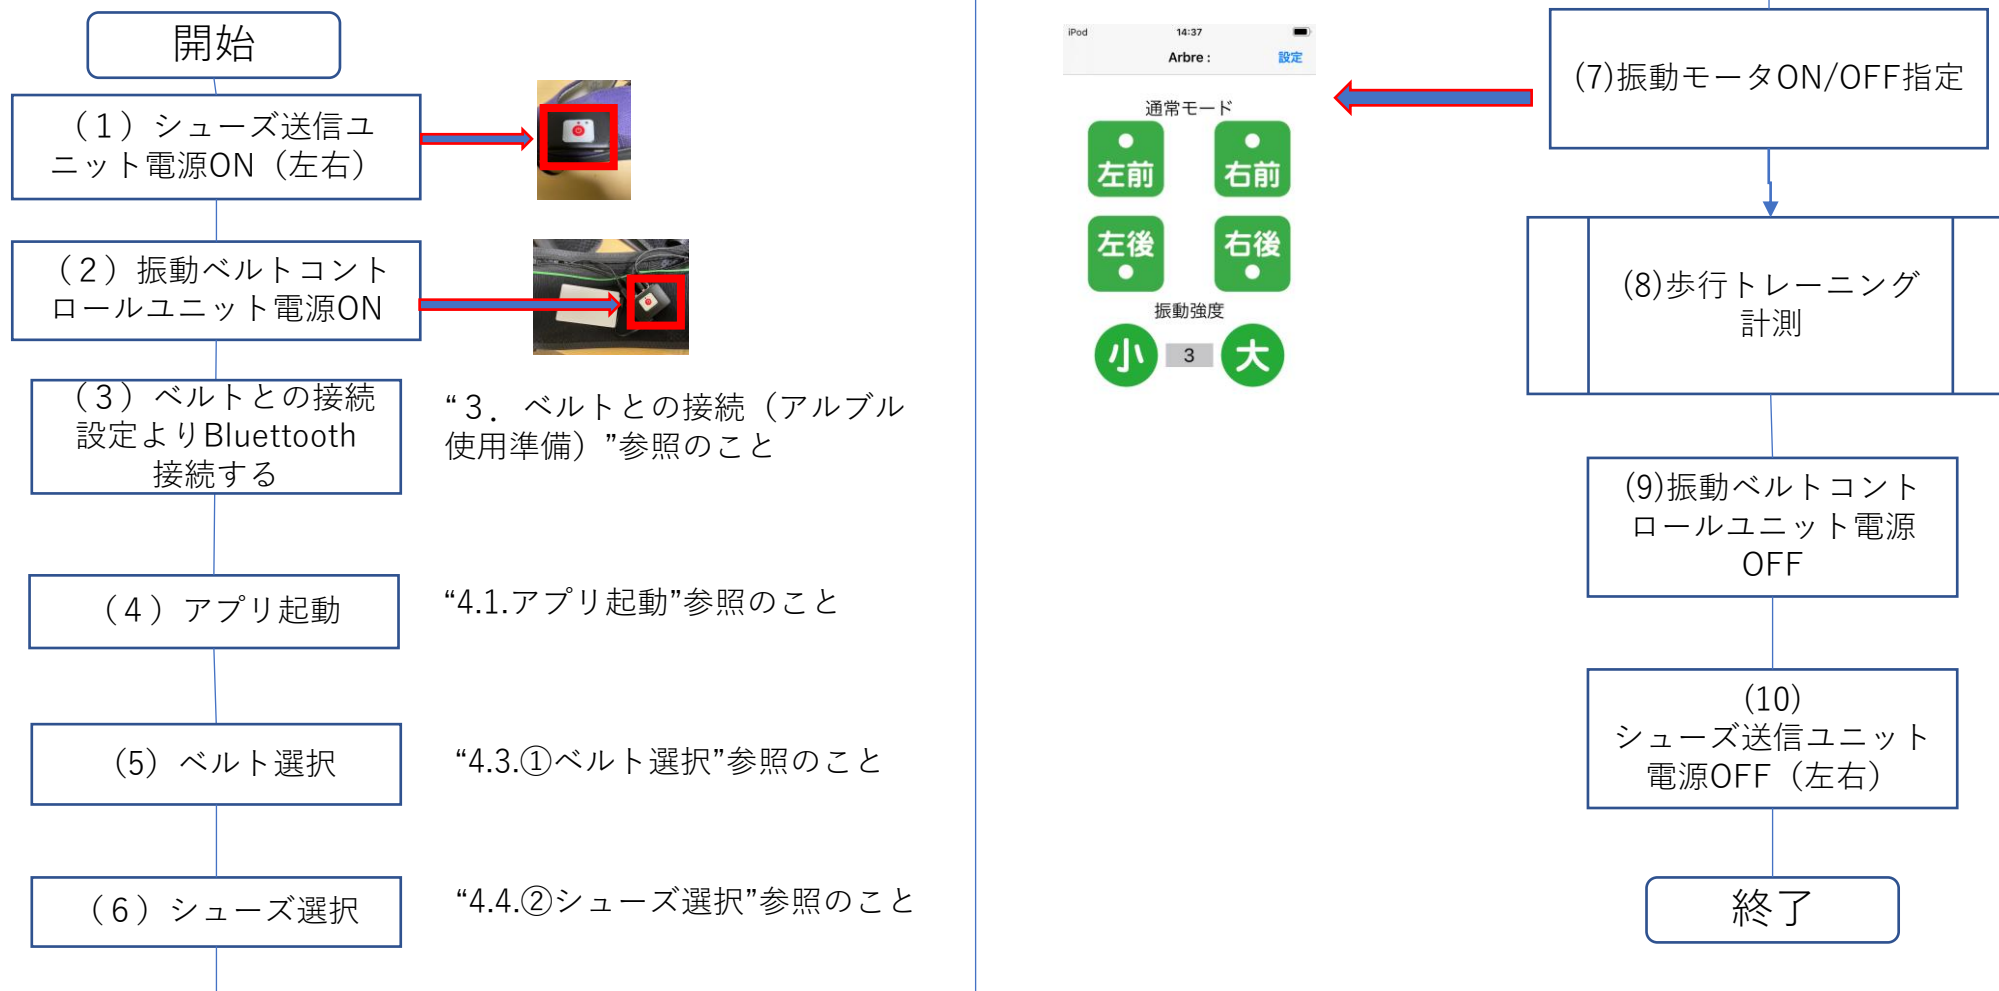 開始
（１）シューズ送信ユ
ニット電源ON（左右）
（２）振動ベルトコント
ロールユニット電源ON
（３）ベルトとの接続
設定よりBluettooth
接続する
“３．ベルトとの接続（アルブル
使用準備）”参照のこと
（４）アプリ起動
“4.1.アプリ起動”参照のこと
(5）ベルト選択
“4.3.①ベルト選択”参照のこと
（６）シューズ選択
“4.4.②シューズ選択”参照のこと
iPod 14:37
Arbre : 設定
通常モード
左前 右前
左後 右後
振動強度
小 3 大
(7)振動モータON/OFF指定
(8)歩行トレーニング
計測
(9)振動ベルトコント
ロールユニット電源
OFF
(10)
シューズ送信ユニット
電源OFF（左右）
終了